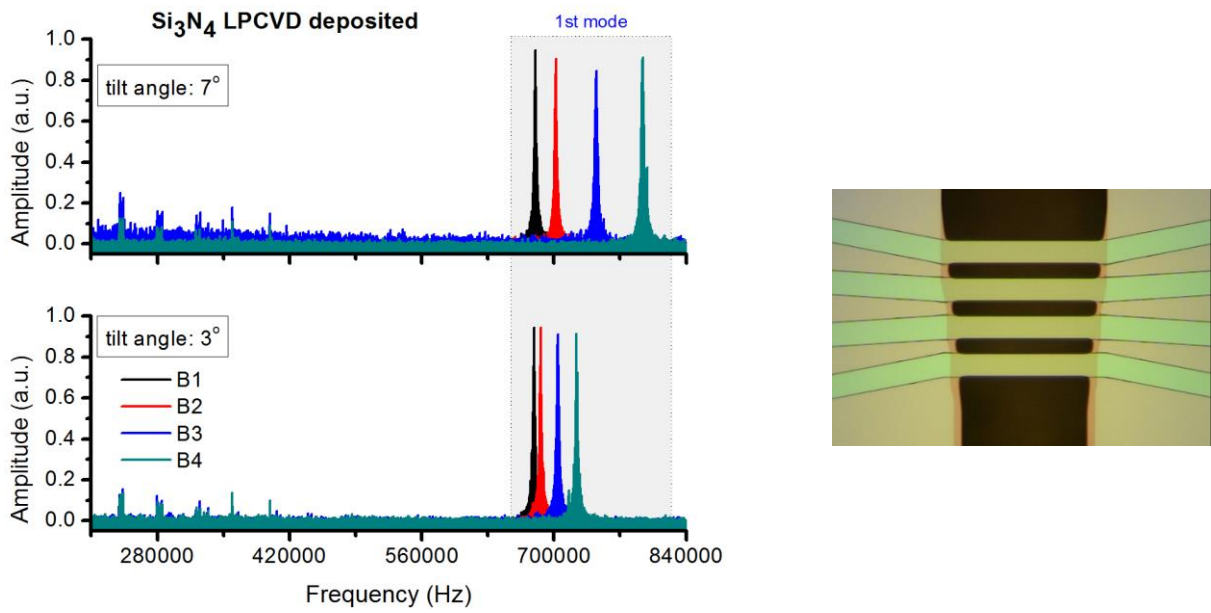 Si₃N₄ LPCVD deposited
1st mode
tilt angle: 7°
Amplitude (a.u.)
1.0
0.8
0.6
0.4
0.2
0.0
tilt angle: 3°
B1
B2
B3
B4
Amplitude (a.u.)
1.0
0.8
0.6
0.4
0.2
0.0
280000 420000 560000 700000 840000
Frequency (Hz)